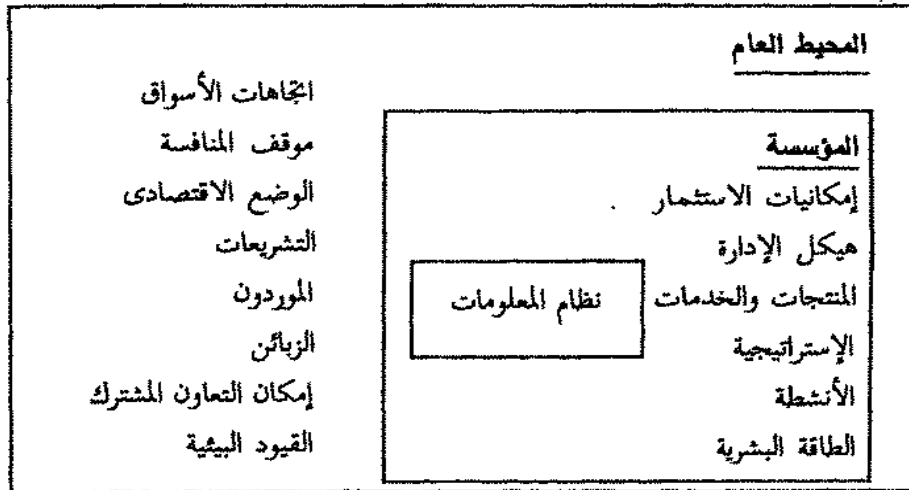 المحيط العام
المؤسسة
إمكانيات الاستثمار
هيكل الإدارة
المنتجات والخدمات
الإستراتيجية
الأنشطة
الطاقة البشرية
نظام المعلومات
اتجاهات الأسواق
موقف المنافسة
الوضع الاقتصادى
التشريعات
الموردون
الزبائن
إمكان التعاون المشترك
القيود البيئية